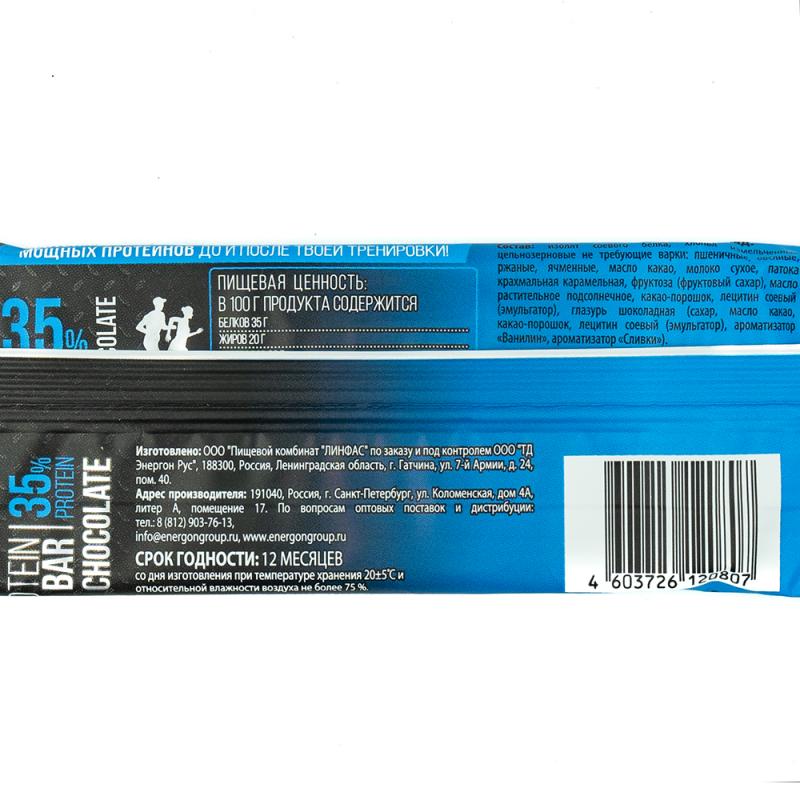 МОЩНЫХ ПРОТЕИНОВ ДО И ПОСЛЕ ТВОЕЙ ТРЕНИРОВКИ!
35%
OLATE
ПИЩЕВАЯ ЦЕННОСТЬ:
В 100 Г ПРОДУКТА СОДЕРЖИТСЯ
БЕЛКОВ 35 Г
ЖИРОВ 20 Г
Состав: изолят соевого белка, хлопья
цельнозерновые не требующие варки: пшеничные, овсяные,
ржаные, ячменные, масло какао, молоко сухое, патока
крахмальная карамельная, фруктоза (фруктовый сахар), масло
растительное подсолнечное, какао-порошок, лецитин соевый
(эмульгатор), глазурь шоколадная (сахар, масло какао,
какао-порошок, лецитин соевый (эмульгатор), ароматизатор
«Ванилин», ароматизатор «Сливки»).
OTEIN
BAR
35%
PROTEIN
CHOCOLATE
Изготовлено: ООО "Пищевой комбинат "ЛИНФАС" по заказу и под контролем ООО "ТД
Энергон Рус", 188300, Россия, Ленинградская область, г. Гатчина, ул. 7-й Армии, д. 24,
пом. 40.
Адрес производителя: 191040, Россия, г. Санкт-Петербург, ул. Коломенская, дом 4А,
литер А, помещение 17. По вопросам оптовых поставок и дистрибуции:
тел.: 8 (812) 903-76-13,
info@energongroup.ru, www.energongroup.ru
СРОК ГОДНОСТИ: 12 МЕСЯЦЕВ
со дня изготовления при температуре хранения 20±5°С и
относительной влажности воздуха не более 75 %.
4 603726 120807